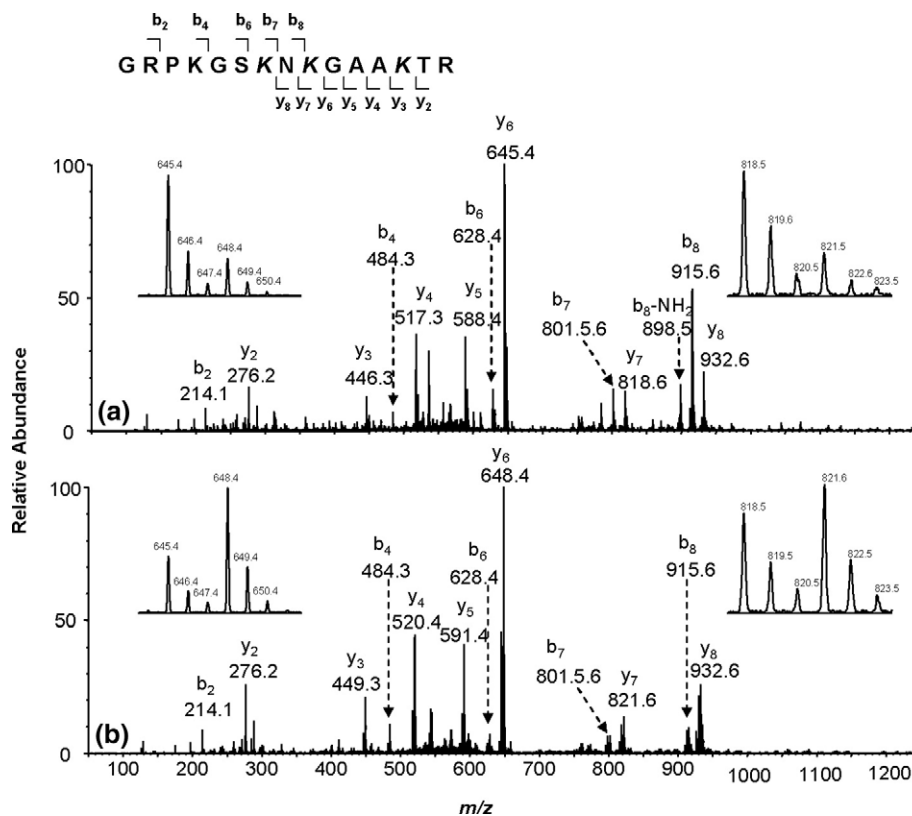 b2 b4 b6 b7 b8
G R P K G S K N K G A A K T R
y8 y7 y6 y5 y4 y3 y2
Relative Abundance
100
50
0
(a)
645.4
646.4
647.4
648.4
649.4
650.4
b2
214.1
y2
276.2
y3
446.3
b4
484.3
y4
517.3
y5
588.4
b6
628.4
y6
645.4
b7
801.5.6
y7
818.6
b8-NH2
898.5
b8
915.6
y8
932.6
818.5
819.6
820.5
821.5
822.6
823.5
100
50
0
(b)
645.4
646.4
647.4
648.4
649.4
650.4
b2
214.1
y2
276.2
y3
449.3
b4
484.3
y4
520.4
y5
591.4
b6
628.4
y6
648.4
b7
801.5.6
y7
821.6
b8
915.6
y8
932.6
818.5
819.5
820.5
821.6
822.5
823.5
100 200 300 400 500 600 700 800 900 1000 1100 1200
m/z